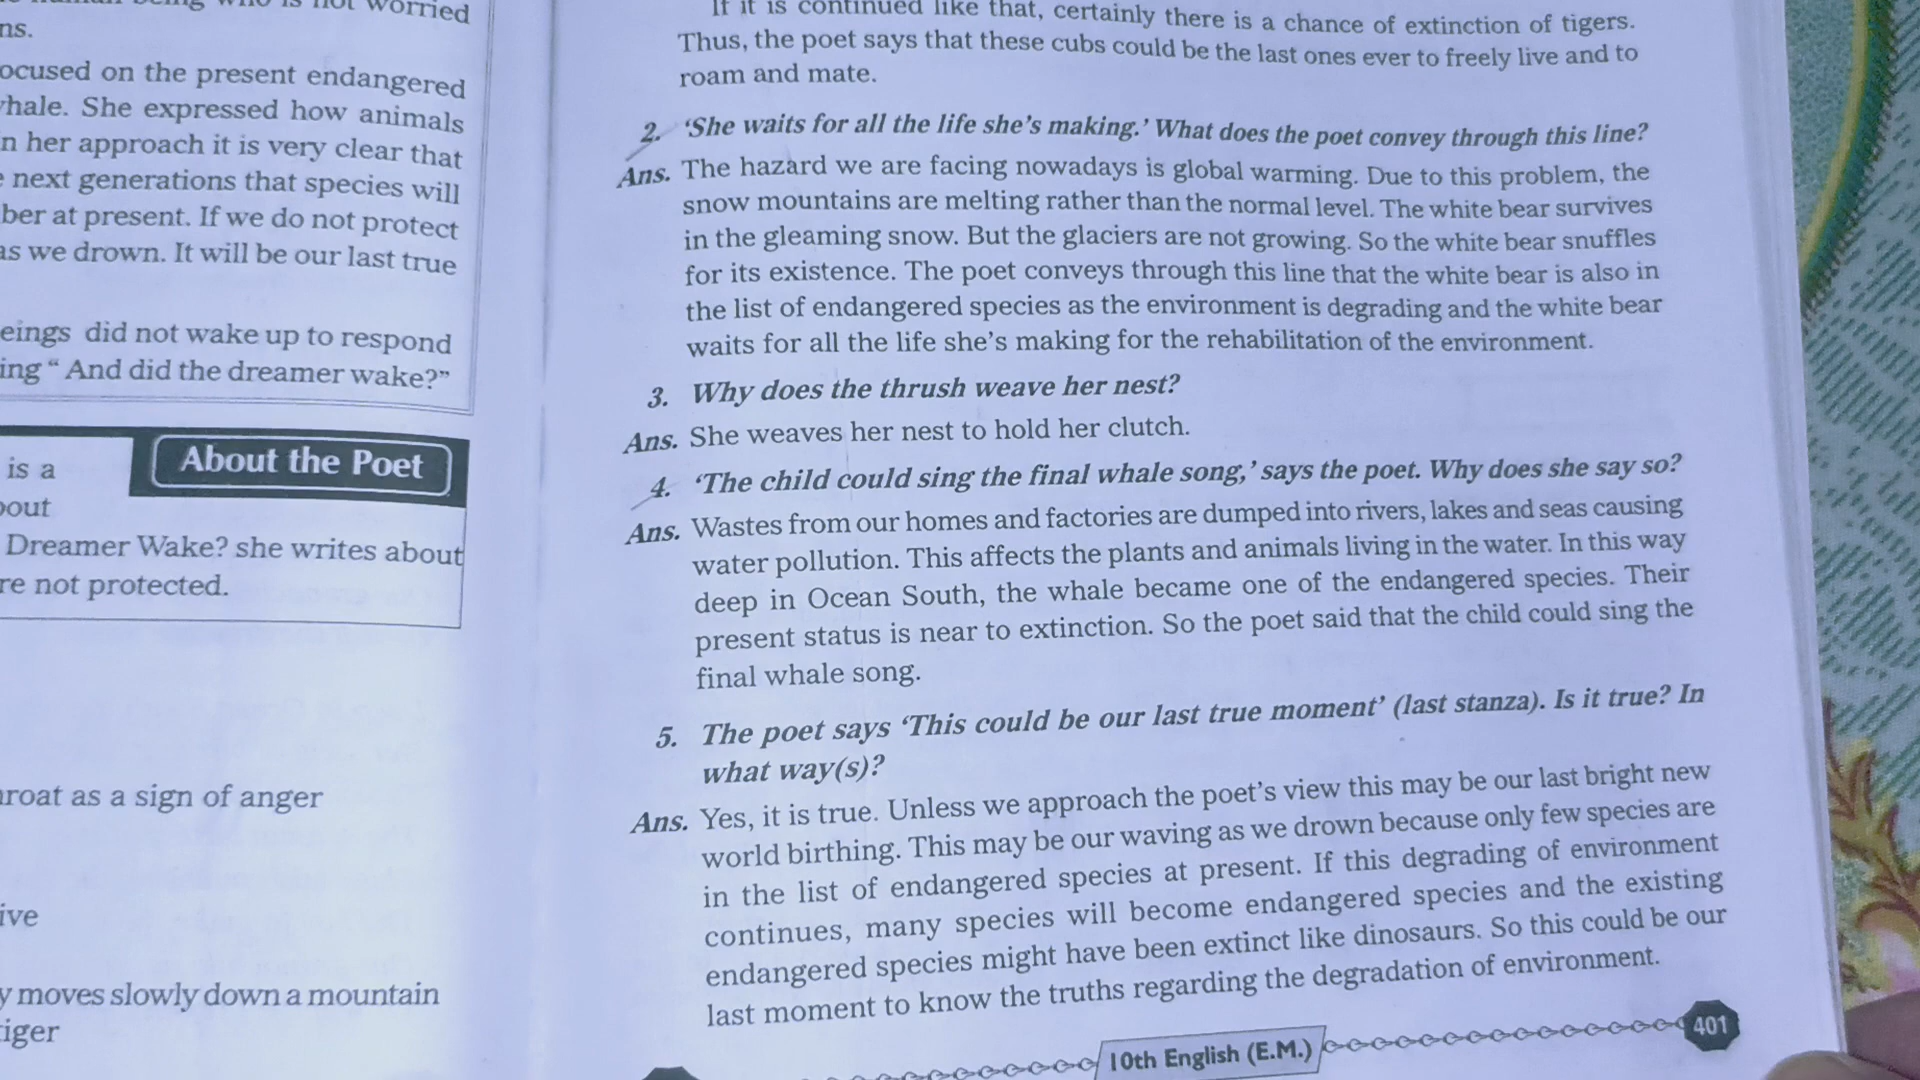 worried
ns.
ocused on the present endangered
hale. She expressed how animals
n her approach it is very clear that
next generations that species will
ber at present. If we do not protect
as we drown. It will be our last true
eings did not wake up to respond
ing “ And did the dreamer wake?”
About the Poet
is a
out
Dreamer Wake? she writes about
re not protected.
roat as a sign of anger
ive
y moves slowly down a mountain
iger
If it is continued like that, certainly there is a chance of extinction of tigers.
Thus, the poet says that these cubs could be the last ones ever to freely live and to
roam and mate.
2. ‘She waits for all the life she’s making.’ What does the poet convey through this line?
Ans. The hazard we are facing nowadays is global warming. Due to this problem, the
snow mountains are melting rather than the normal level. The white bear survives
in the gleaming snow. But the glaciers are not growing. So the white bear snuffles
for its existence. The poet conveys through this line that the white bear is also in
the list of endangered species as the environment is degrading and the white bear
waits for all the life she’s making for the rehabilitation of the environment.
3. Why does the thrush weave her nest?
Ans. She weaves her nest to hold her clutch.
4. ‘The child could sing the final whale song,’ says the poet. Why does she say so?
Ans. Wastes from our homes and factories are dumped into rivers, lakes and seas causing
water pollution. This affects the plants and animals living in the water. In this way
deep in Ocean South, the whale became one of the endangered species. Their
present status is near to extinction. So the poet said that the child could sing the
final whale song.
5. The poet says ‘This could be our last true moment’ (last stanza). Is it true? In
what way(s)?
Ans. Yes, it is true. Unless we approach the poet’s view this may be our last bright new
world birthing. This may be our waving as we drown because only few species are
in the list of endangered species at present. If this degrading of environment
continues, many species will become endangered species and the existing
endangered species might have been extinct like dinosaurs. So this could be our
last moment to know the truths regarding the degradation of environment.
10th English (E.M.)
401